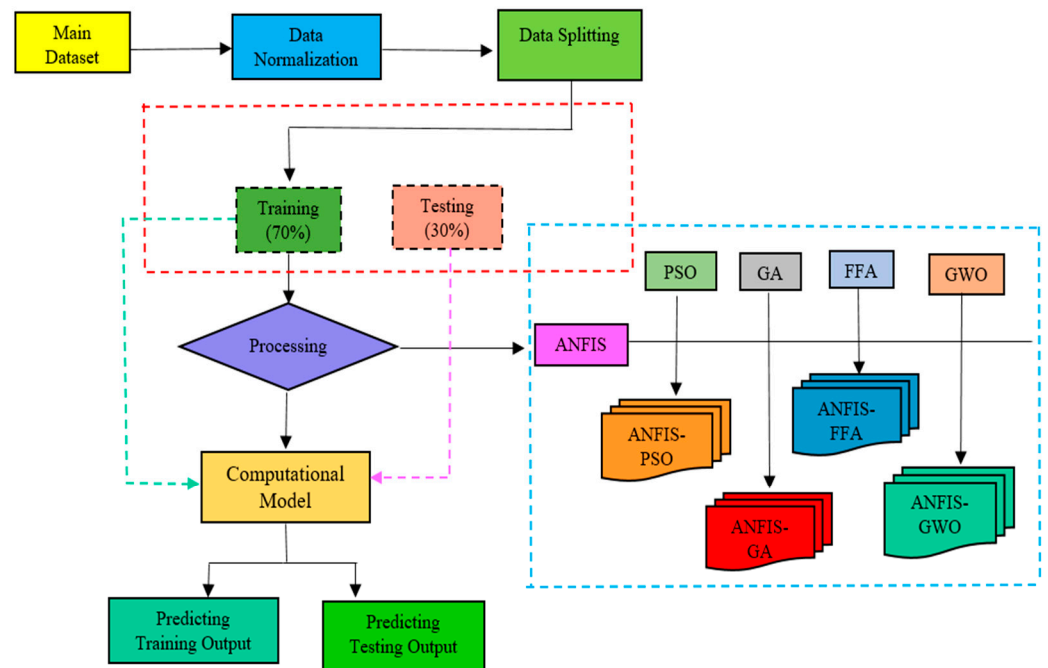 Main
Dataset
Data
Normalization
Data Splitting
Training
(70%)
Testing
(30%)
PSO
GA
FFA
GWO
Processing
ANFIS
ANFIS-
PSO
ANFIS-
FFA
ANFIS-
GA
ANFIS-
GWO
Computational
Model
Predicting
Training Output
Predicting
Testing Output